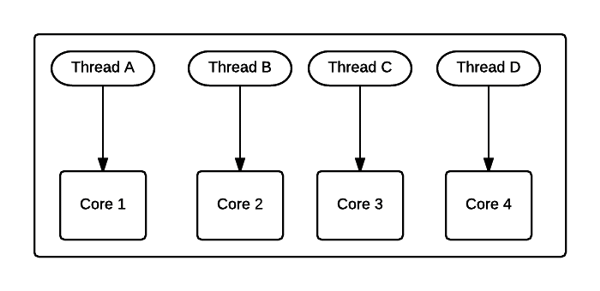 Thread A
Thread B
Thread C
Thread D
Core 1
Core 2
Core 3
Core 4